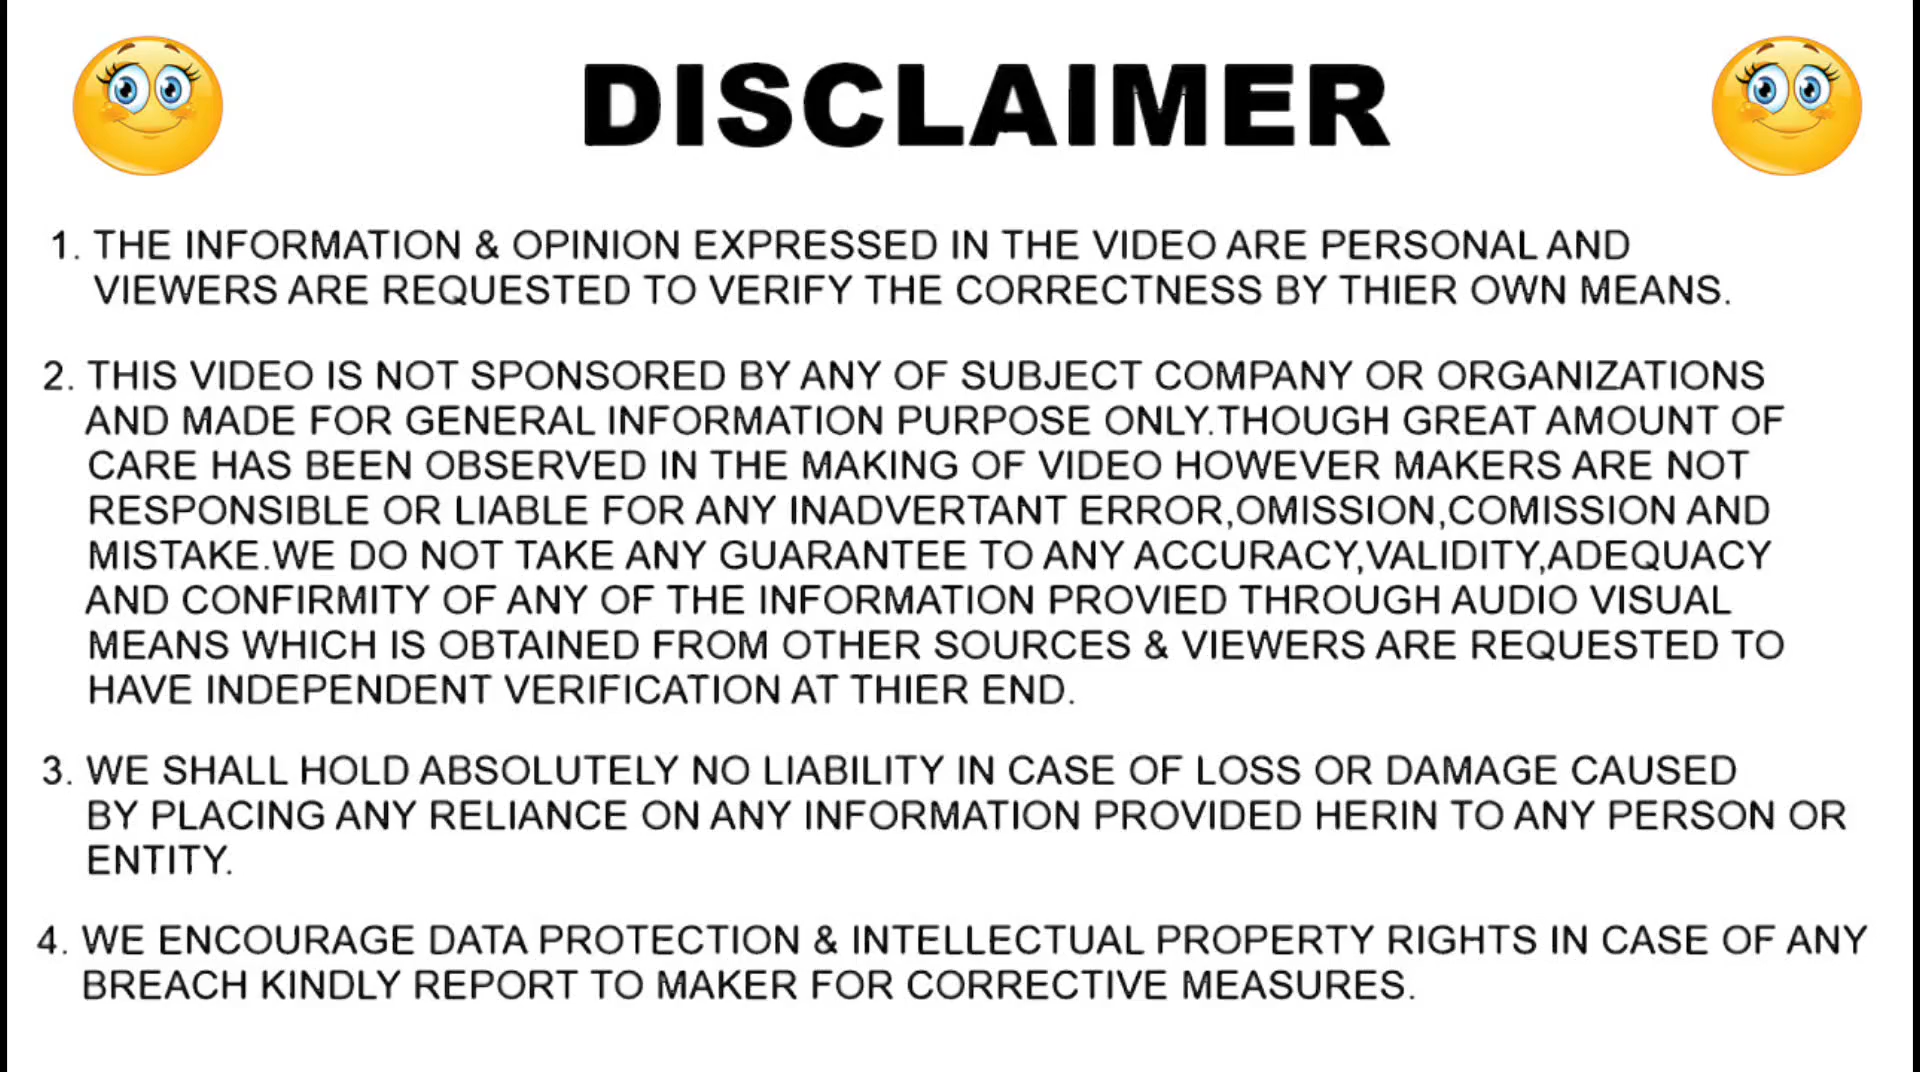 DISCLAIMER
1. THE INFORMATION & OPINION EXPRESSED IN THE VIDEO ARE PERSONAL AND
VIEWERS ARE REQUESTED TO VERIFY THE CORRECTNESS BY THIER OWN MEANS.
2. THIS VIDEO IS NOT SPONSORED BY ANY OF SUBJECT COMPANY OR ORGANIZATIONS
AND MADE FOR GENERAL INFORMATION PURPOSE ONLY.THOUGH GREAT AMOUNT OF
CARE HAS BEEN OBSERVED IN THE MAKING OF VIDEO HOWEVER MAKERS ARE NOT
RESPONSIBLE OR LIABLE FOR ANY INADVERTANT ERROR,OMISSION,COMISSION AND
MISTAKE.WE DO NOT TAKE ANY GUARANTEE TO ANY ACCURACY,VALIDITY,ADEQUACY
AND CONFIRMITY OF ANY OF THE INFORMATION PROVIED THROUGH AUDIO VISUAL
MEANS WHICH IS OBTAINED FROM OTHER SOURCES & VIEWERS ARE REQUESTED TO
HAVE INDEPENDENT VERIFICATION AT THIER END.
3. WE SHALL HOLD ABSOLUTELY NO LIABILITY IN CASE OF LOSS OR DAMAGE CAUSED
BY PLACING ANY RELIANCE ON ANY INFORMATION PROVIDED HERIN TO ANY PERSON OR
ENTITY.
4. WE ENCOURAGE DATA PROTECTION & INTELLECTUAL PROPERTY RIGHTS IN CASE OF ANY
BREACH KINDLY REPORT TO MAKER FOR CORRECTIVE MEASURES.